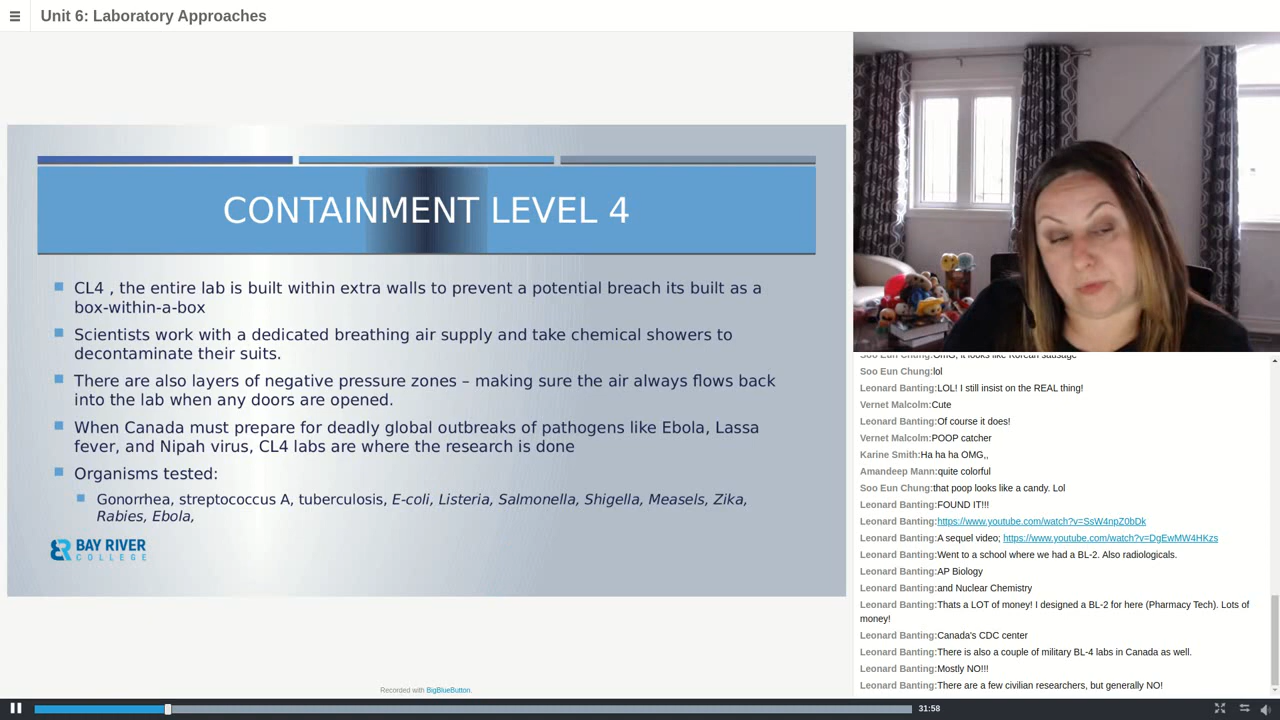 Unit 6: Laboratory Approaches
CONTAINMENT LEVEL 4
CL4 , the entire lab is built within extra walls to prevent a potential breach its built as a
box-within-a-box
Scientists work with a dedicated breathing air supply and take chemical showers to
decontaminate their suits.
There are also layers of negative pressure zones – making sure the air always flows back
into the lab when any doors are opened.
When Canada must prepare for deadly global outbreaks of pathogens like Ebola, Lassa
fever, and Nipah virus, CL4 labs are where the research is done
Organisms tested:
Gonorrhea, streptococcus A, tuberculosis, E-coli, Listeria, Salmonella, Shigella, Measels, Zika,
Rabies, Ebola,
BAY RIVER
COLLEGE
Recorded with BigBlueButton.
Soo Eun Chung:OMG, it looks like Korean sausage
Soo Eun Chung:lol
Leonard Banting:LOL! I still insist on the REAL thing!
Vernet Malcolm:Cute
Leonard Banting:Of course it does!
Vernet Malcolm:POOP catcher
Karine Smith:Ha ha ha OMG,,
Amandeep Mann:quite colorful
Soo Eun Chung:that poop looks like a candy. Lol
Leonard Banting:FOUND IT!!!
Leonard Banting:https://www.youtube.com/watch?v=SsW4npZ0bDk
Leonard Banting:A sequel video; https://www.youtube.com/watch?v=DgEwMW4HKzs
Leonard Banting:Went to a school where we had a BL-2. Also radiologicals.
Leonard Banting:AP Biology
Leonard Banting:and Nuclear Chemistry
Leonard Banting:Thats a LOT of money! I designed a BL-2 for here (Pharmacy Tech). Lots of
money!
Leonard Banting:Canada's CDC center
Leonard Banting:There is also a couple of military BL-4 labs in Canada as well.
Leonard Banting:Mostly NO!!!
Leonard Banting:There are a few civilian researchers, but generally NO!
31:58